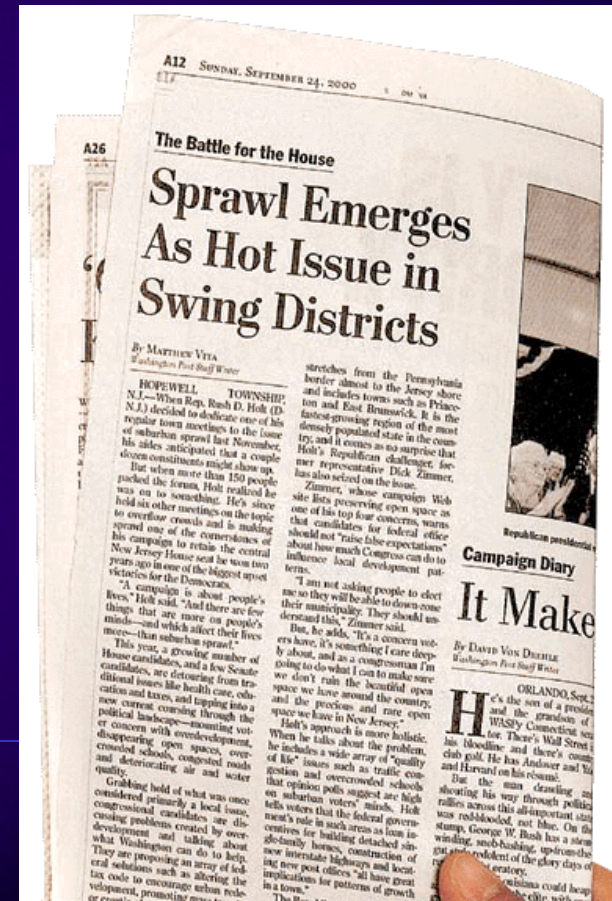 A12 SUNDAY, SEPTEMBER 24, 2000
A26
The Battle for the House
Sprawl Emerges
As Hot Issue in
Swing Districts
By MATTHEW VITA
Washington Post Staff Writer
HOPEWELL TOWNSHIP,
N.J.—When Rep. Rush D. Holt (D-
N.J.) decided to dedicate one of his
regular town meetings to the issue
of suburban sprawl last November,
his aides anticipated that a couple
dozen constituents might show up.
But when more than 150 people
packed the forum, Holt realized he
was on to something. He's since
held six other meetings on the topic
to overflow crowds and is making
sprawl one of the cornerstones of
his campaign to retain the central
New Jersey House seat he won two
years ago in one of the biggest upset
victories for the Democrats.
"A campaign is about people's
lives," Holt said. "And there are few
things that are more on people's
minds—and which affect their lives
more—than suburban sprawl."
This year, a growing number of
House candidates, and a few Senate
candidates, are detouring from tra-
ditional issues like health care, edu-
cation and taxes, and tapping into a
new current coursing through the
political landscape—mounting vot-
er concern with overdevelopment,
disappearing open spaces, over-
crowded schools, congested roads
and deteriorating air and water
quality.
Grabbing hold of what was once
considered primarily a local issue,
congressional candidates are dis-
cussing problems created by over-
development and talking about
what Washington can do to help.
They are proposing an array of fed-
eral solutions such as altering the
tax code to encourage urban rede-
velopment, promoting mass
stretches from the Pennsylvania
border almost to the Jersey shore
and includes towns such as Prince-
ton and East Brunswick. It is the
fastest-growing region of the most
densely populated state in the coun-
try, and it comes as no surprise that
Holt's Republican challenger, for-
mer representative Dick Zimmer,
has also seized on the issue.
Zimmer, whose campaign Web
site lists preserving open space as
one of his top four concerns, warns
that candidates for federal office
should not "raise false expectations"
about how much Congress can do to
influence local development pat-
terns.
"I am not asking people to elect
me so they will be able to down-zone
their municipality. They should un-
derstand this," Zimmer said.
But, he adds, "It's a concern vot-
ers have, it's something I care deep-
ly about, and as a congressman I'm
going to do what I can to make sure
we don't ruin the beautiful open
space we have around the country,
and the precious and rare open
space we have in New Jersey."
Holt's approach is more holistic.
When he talks about the problem,
he includes a wide array of "quality
of life" issues such as traffic con-
gestion and overcrowded schools
that opinion polls suggest are high
on suburban voters' minds. Holt
tells voters that the federal govern-
ment's role in such areas as loan in-
centives for building detached sin-
gle-family homes, construction of
new interstate highways and locat-
ing new post offices "all have great
implications for patterns of growth
in a town."
Republican presidential
Campaign Diary
It Make
By DAVID VON DREHLE
Washington Post Staff Writer
ORLANDO, Sept.
He's the son of a preside
and the grandson of
WASPy Connecticut sen
tor. There's Wall Street i
his bloodline and there's coun
club golf. He has Andover and Ya
and Harvard on his résumé.
But the man drawling and
shouting his way through politica
rallies across this all-important sta
was red-blooded, not blue. On th
stump, George W. Bush has a stem
winding, snob-bashing, up-from-the
gut redolent of the glory days o
oratory.
ouisiana could heap
the elite, with